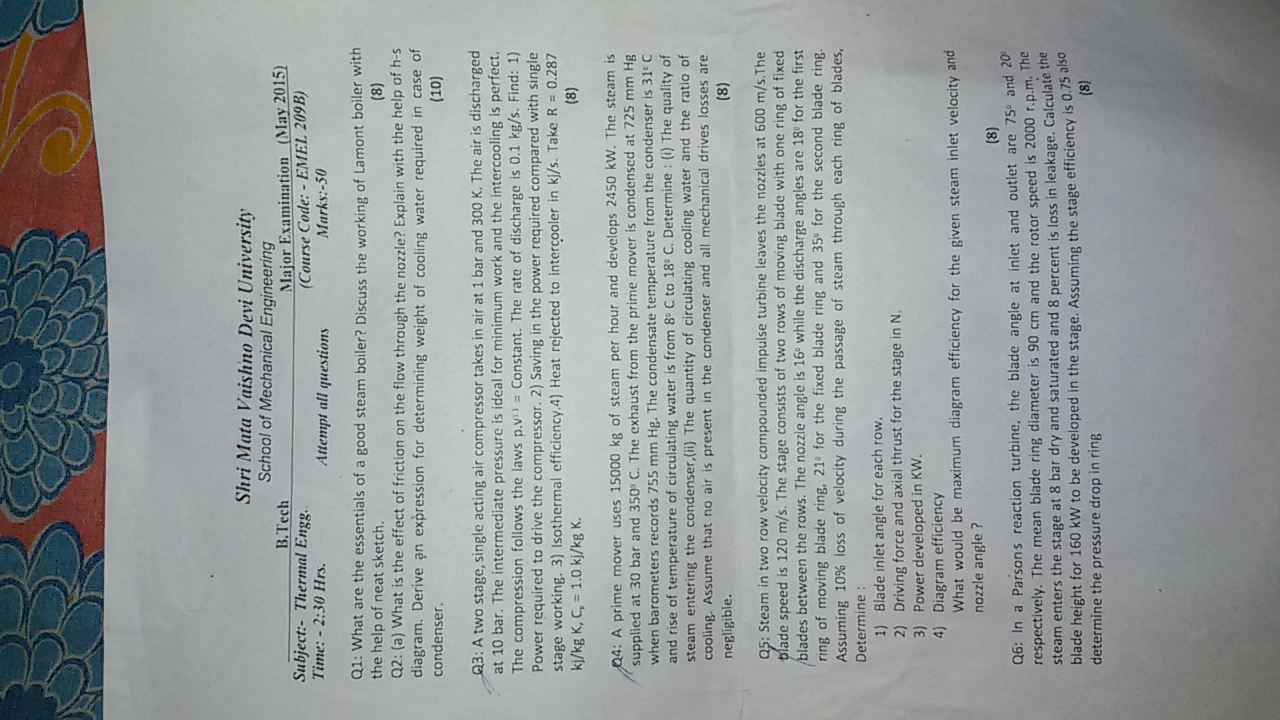 Shri Mata Vaishno Devi University
School of Mechanical Engineering
B.Tech Major Examination (May 2015)
Subject:- Thermal Engg. (Course Code: - EMEL 209B)
Time: - 2:30 Hrs. Attempt all questions Marks:-50
Q1: What are the essentials of a good steam boiler? Discuss the working of Lamont boiler with
the help of neat sketch. (8)
Q2: (a) What is the effect of friction on the flow through the nozzle? Explain with the help of h-s
diagram. Derive an expression for determining weight of cooling water required in case of
condenser. (10)
Q3: A two stage, single acting air compressor takes in air at 1 bar and 300 K. The air is discharged
at 10 bar. The intermediate pressure is ideal for minimum work and the intercooling is perfect.
The compression follows the laws p.v¹·³ = Constant. The rate of discharge is 0.1 kg/s. Find: 1)
Power required to drive the compressor. 2) Saving in the power required compared with single
stage working. 3) Isothermal efficiency.4) Heat rejected to intercooler in kj/s. Take R = 0.287
kj/kg K, Cₚ = 1.0 kj/kg K. (8)
Q4: A prime mover uses 15000 kg of steam per hour and develops 2450 kW. The steam is
supplied at 30 bar and 350° C. The exhaust from the prime mover is condensed at 725 mm Hg
when barometers records 755 mm Hg. The condensate temperature from the condenser is 31° C
and rise of temperature of circulating water is from 8° C to 18° C. Determine : (i) The quality of
steam entering the condenser,(ii) The quantity of circulating cooling water and the ratio of
cooling. Assume that no air is present in the condenser and all mechanical drives losses are
negligible. (8)
Q5: Steam in two row velocity compounded impulse turbine leaves the nozzles at 600 m/s.The
blade speed is 120 m/s. The stage consists of two rows of moving blade with one ring of fixed
blades between the rows. The nozzle angle is 16° while the discharge angles are 18° for the first
ring of moving blade ring, 21° for the fixed blade ring and 35° for the second blade ring.
Assuming 10% loss of velocity during the passage of steam through each ring of blades,
Determine :
1) Blade inlet angle for each row.
2) Driving force and axial thrust for the stage in N.
3) Power developed in KW.
4) Diagram efficiency
What would be maximum diagram efficiency for the given steam inlet velocity and
nozzle angle ?
(8)
Q6: In a Parsons reaction turbine, the blade angle at inlet and outlet are 75° and 20°
respectively. The mean blade ring diameter is 90 cm and the rotor speed is 2000 r.p.m. The
steam enters the stage at 8 bar dry and saturated and 8 percent is loss in leakage. Calculate the
blade height for 160 kW to be developed in the stage. Assuming the stage efficiency is 0.75 also
determine the pressure drop in ring (8)